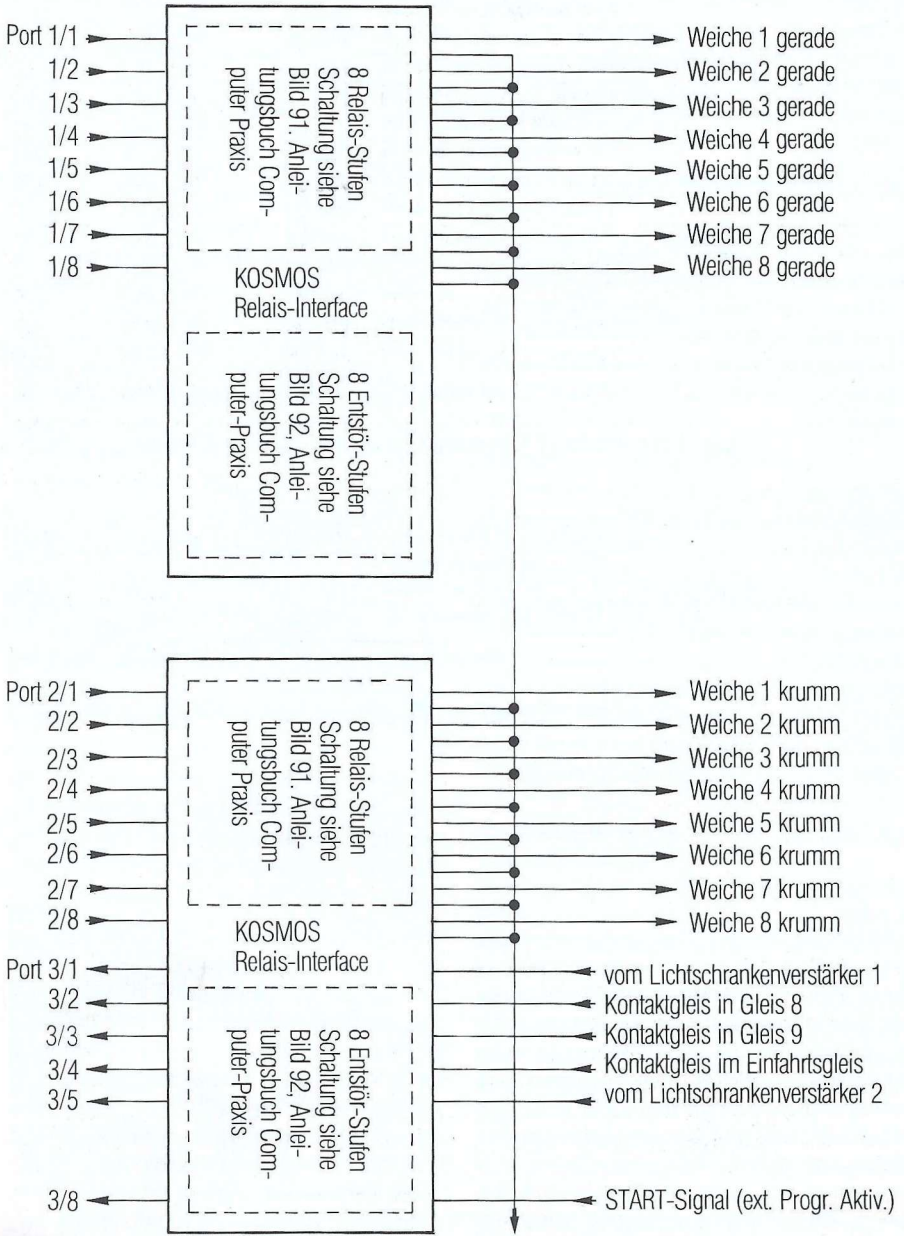 Port 1/1
1/2
1/3
1/4
1/5
1/6
1/7
1/8
8 Relais-Stufen
Schaltung siehe
Bild 91. Anlei-
tungsbuch Com-
puter Praxis
KOSMOS
Relais-Interface
8 Entstör-Stufen
Schaltung siehe
Bild 92, Anlei-
tungsbuch Com-
puter-Praxis
Weiche 1 gerade
Weiche 2 gerade
Weiche 3 gerade
Weiche 4 gerade
Weiche 5 gerade
Weiche 6 gerade
Weiche 7 gerade
Weiche 8 gerade
Port 2/1
2/2
2/3
2/4
2/5
2/6
2/7
2/8
Port 3/1
3/2
3/3
3/4
3/5
3/8
8 Relais-Stufen
Schaltung siehe
Bild 91. Anlei-
tungsbuch Com-
puter Praxis
KOSMOS
Relais-Interface
8 Entstör-Stufen
Schaltung siehe
Bild 92, Anlei-
tungsbuch Com-
puter-Praxis
Weiche 1 krumm
Weiche 2 krumm
Weiche 3 krumm
Weiche 4 krumm
Weiche 5 krumm
Weiche 6 krumm
Weiche 7 krumm
Weiche 8 krumm
vom Lichtschrankenverstärker 1
Kontaktgleis in Gleis 8
Kontaktgleis in Gleis 9
Kontaktgleis im Einfahrtsgleis
vom Lichtschrankenverstärker 2
START-Signal (ext. Progr. Aktiv.)